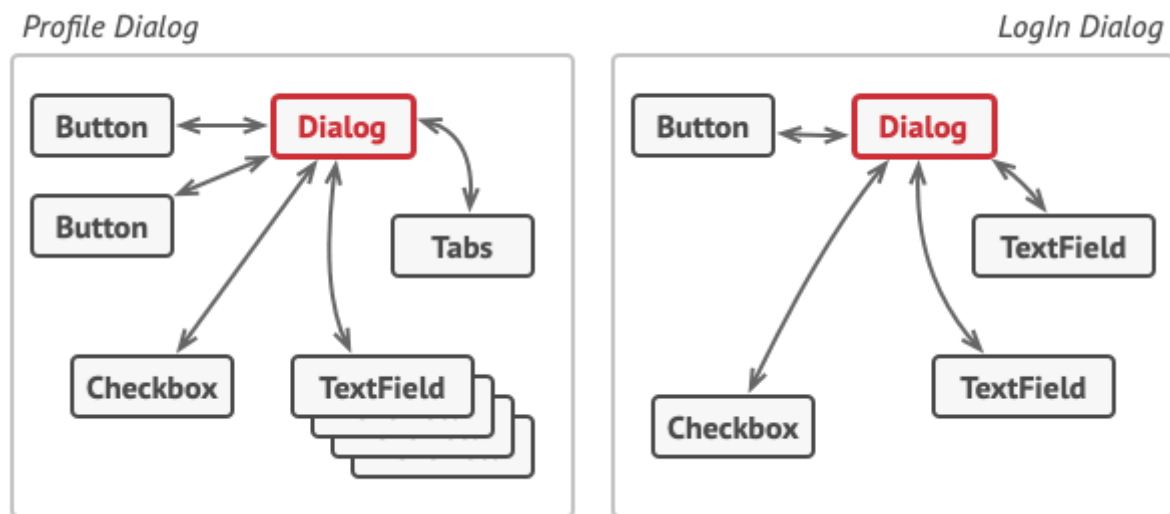 Profile Dialog
Button
Dialog
Button
Tabs
Checkbox
TextField
LogIn Dialog
Button
Dialog
TextField
TextField
Checkbox